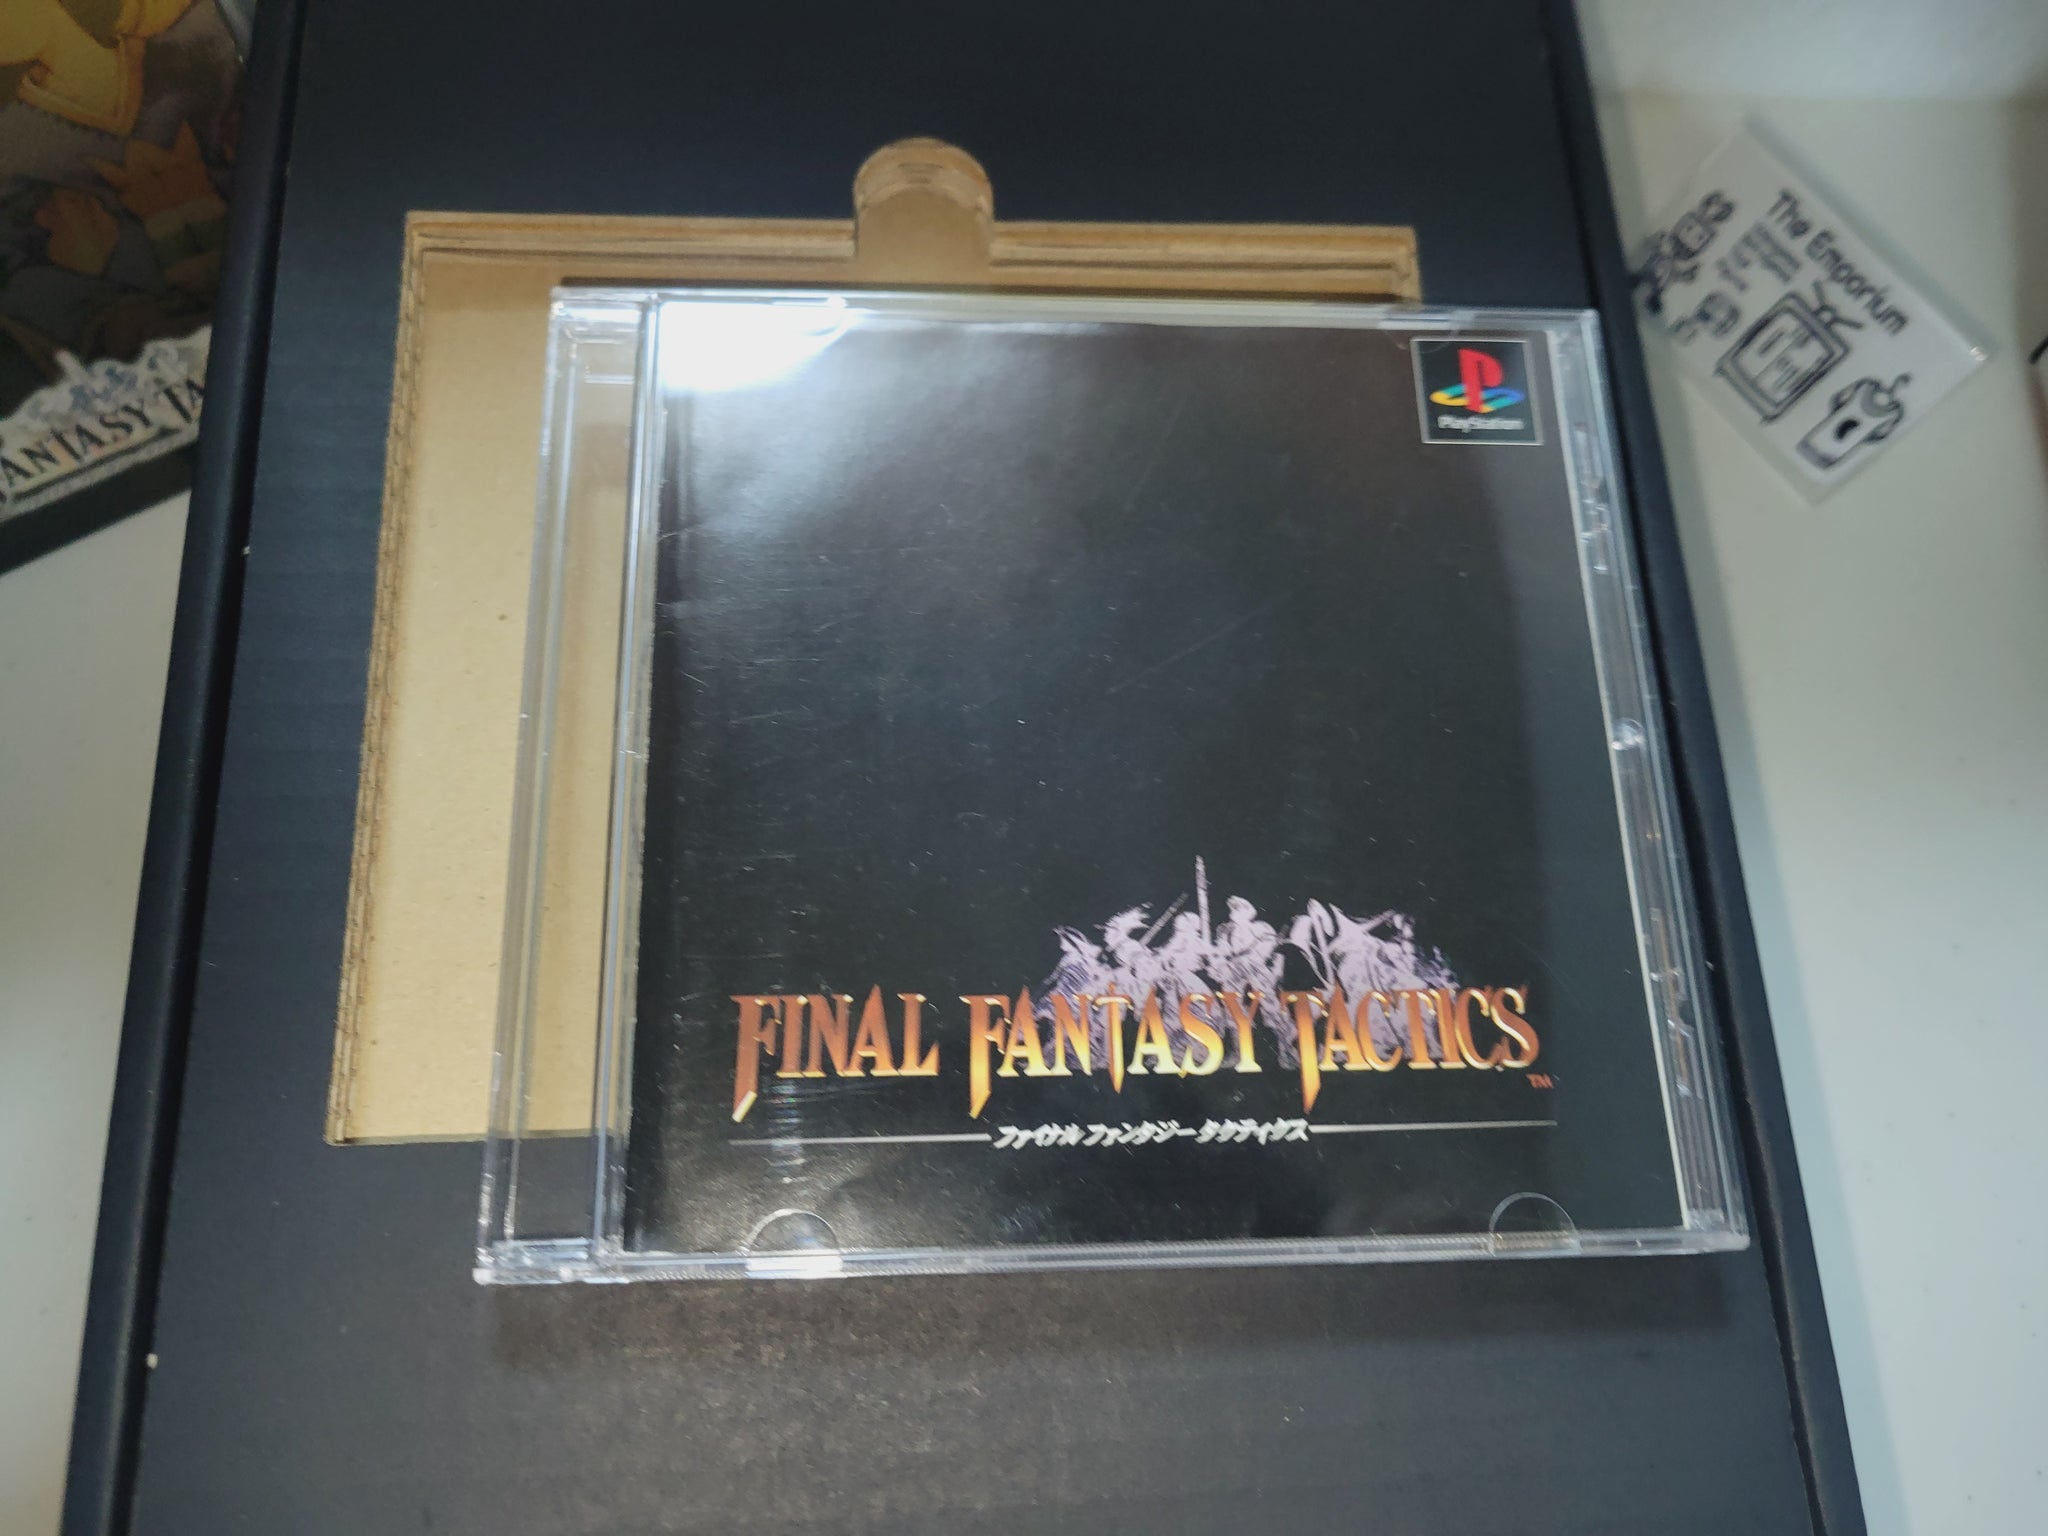 PlayStation
FINAL FANTASY TACTICS
TM
ファイナルファンタジータクティクス
FANTASY TA
The Emporium